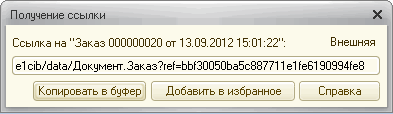 Получение ссылки
Ссылка на "Заказ 000000020 от 13.09.2012 15:01:22": Внешняя
e1cib/data/Документ.Заказ?ref=bbf30050ba5c887711e1fe6190994fe8
Копировать в буфер Добавить в избранное Справка